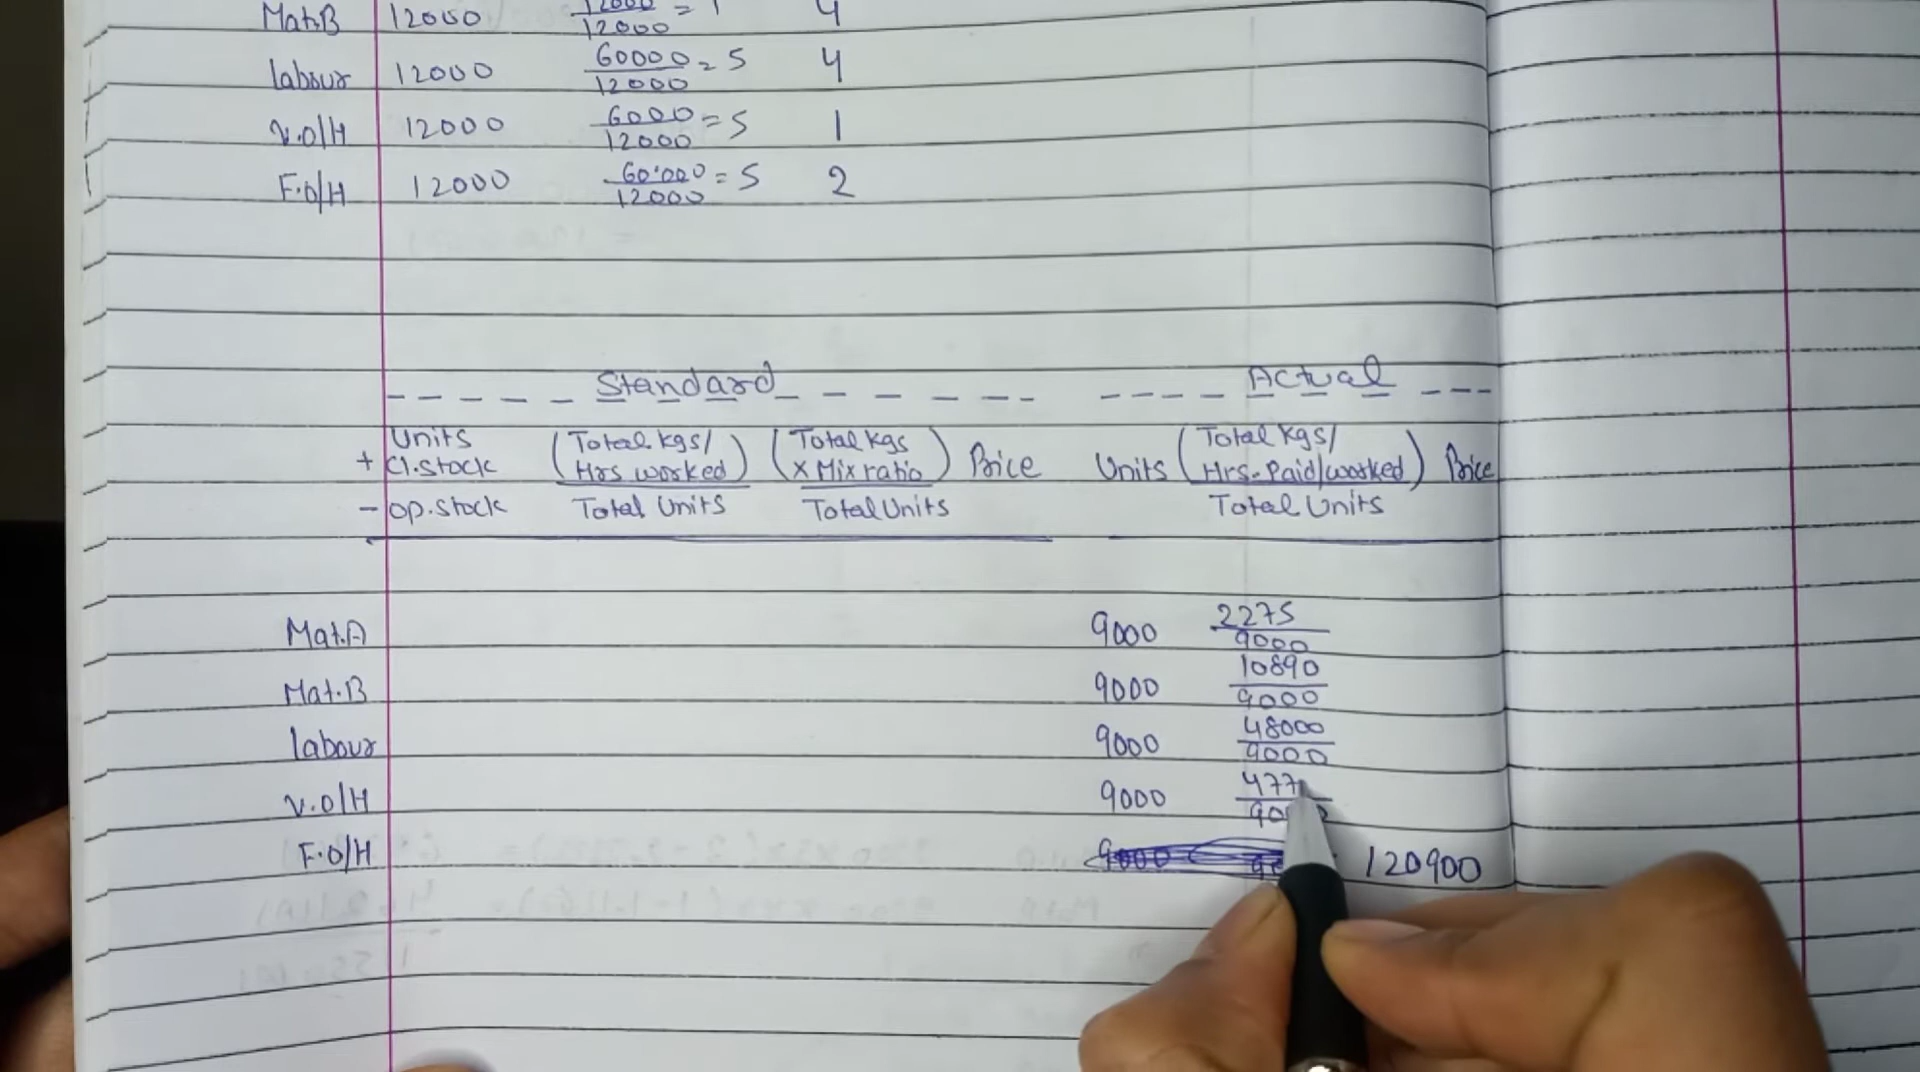 Mat.B 12000 12000/12000 = 1 4
labour 12000 60000/12000 = 5 4
V.O/H 12000 6000/12000 = 5 1
F.O/H 12000 60'000/12000 = 5 2
Standard Actual
Units + Cl.stock - op.stock (Total kgs/ Hrs worked) Total Units (Total kgs x Mix ratio) Total Units Price Units (Total kgs/ Hrs-Paid/worked) Total Units Price
Mat.A 9000 2275/9000
Mat.B 9000 10890/9000
labour 9000 48000/9000
V.O/H 9000
F.O/H 120900